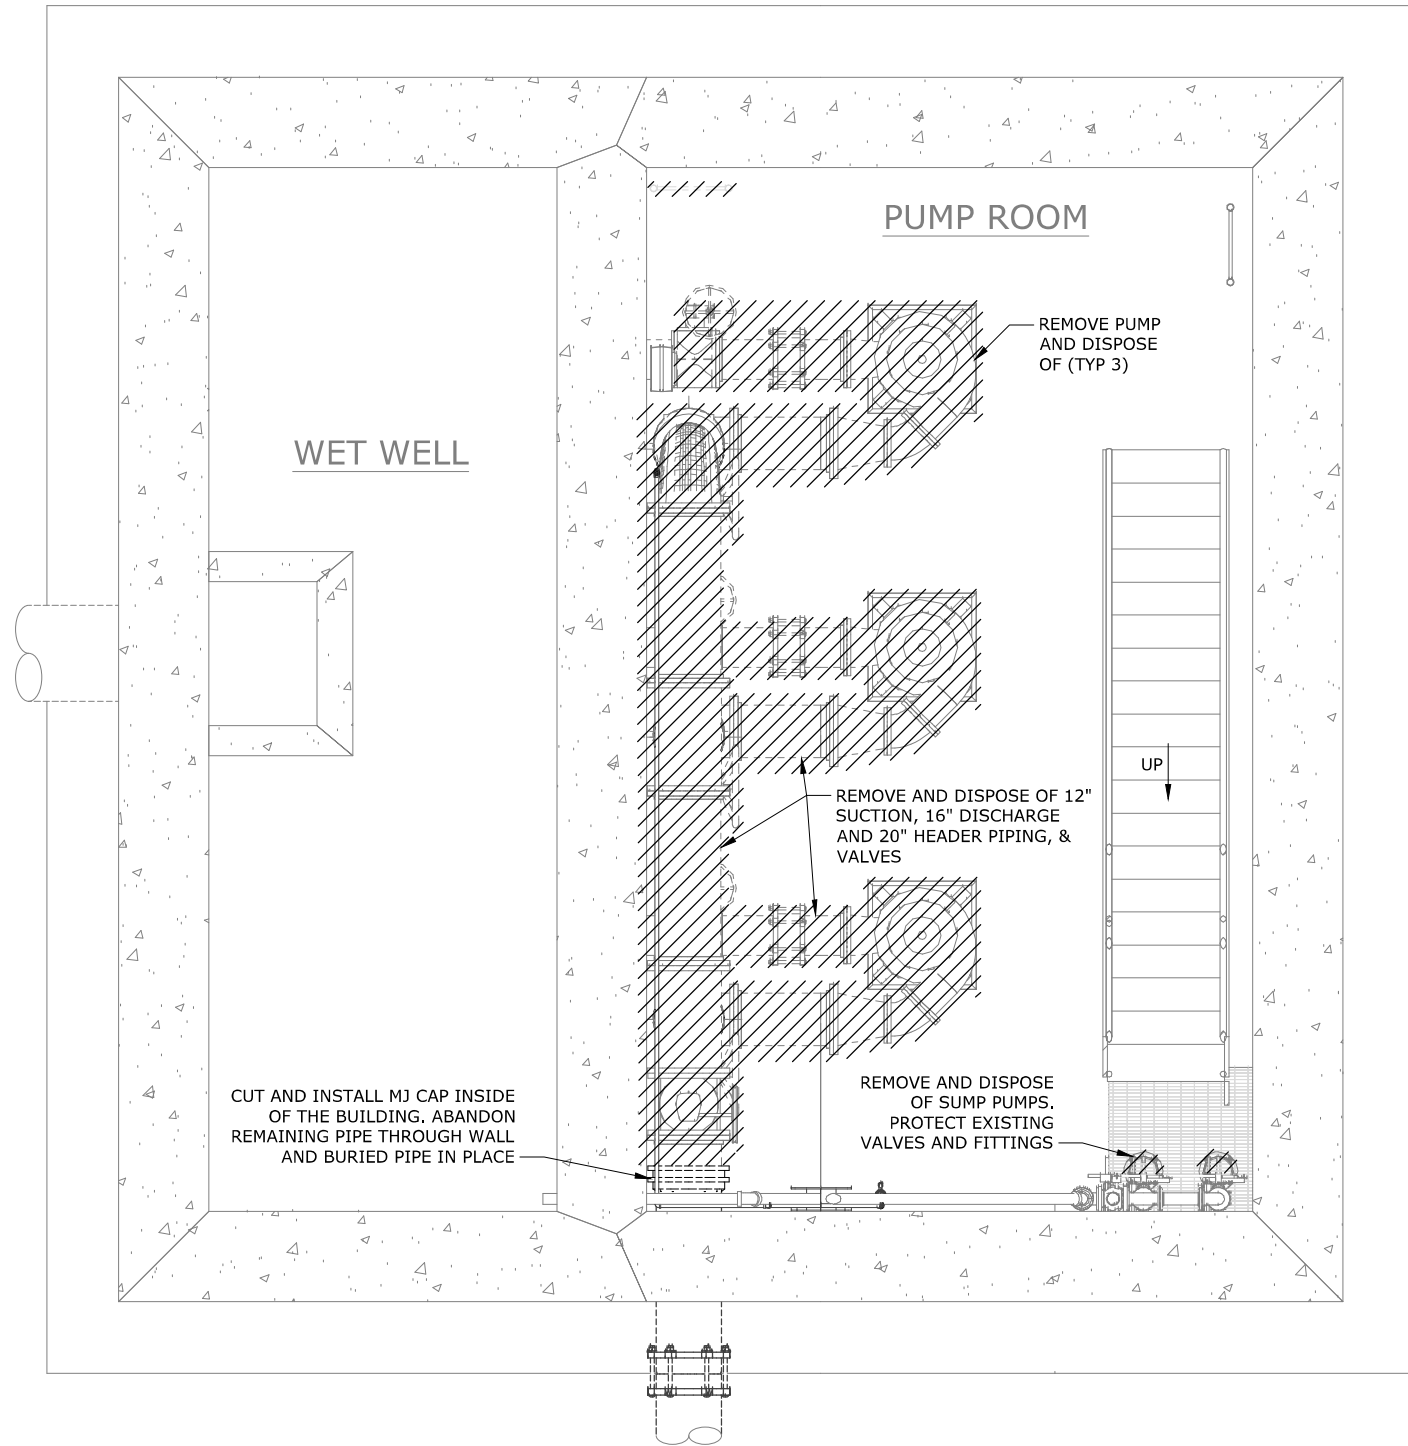 PUMP ROOM
REMOVE PUMP
AND DISPOSE
OF (TYP 3)
WET WELL
UP
REMOVE AND DISPOSE OF 12"
SUCTION, 16" DISCHARGE
AND 20" HEADER PIPING, &
VALVES
CUT AND INSTALL MJ CAP INSIDE
OF THE BUILDING. ABANDON
REMAINING PIPE THROUGH WALL
AND BURIED PIPE IN PLACE
REMOVE AND DISPOSE
OF SUMP PUMPS.
PROTECT EXISTING
VALVES AND FITTINGS